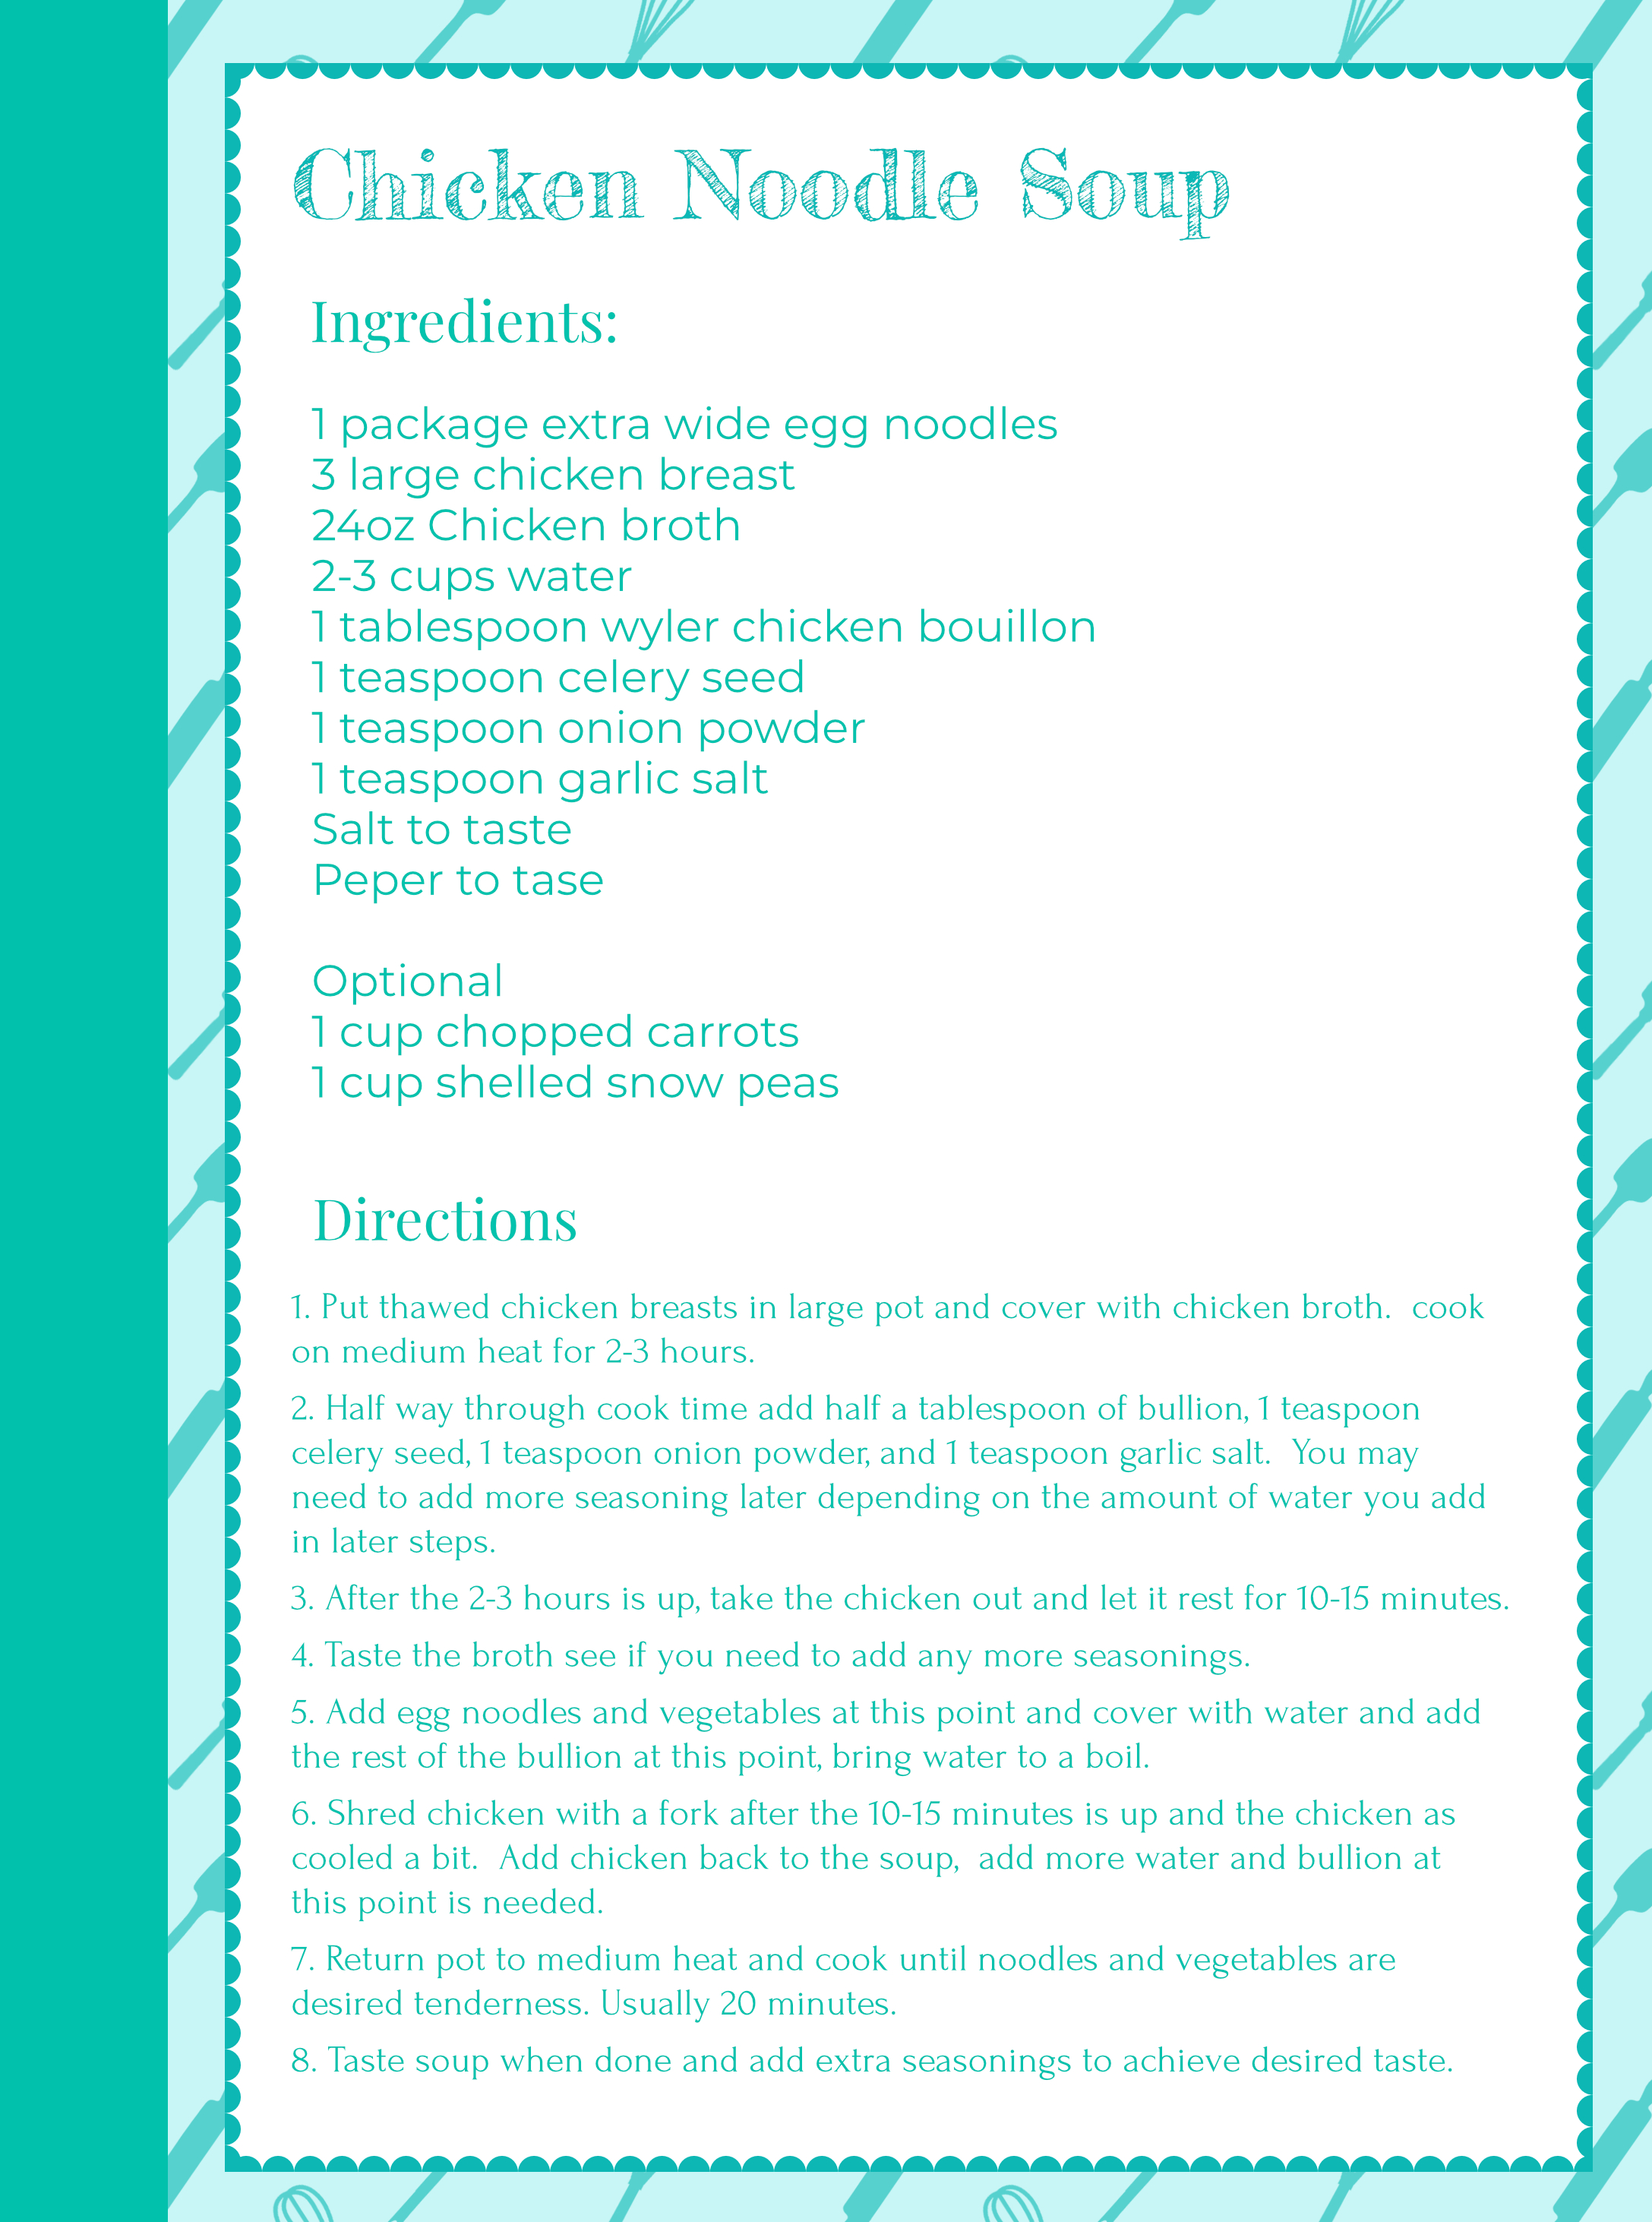 Chicken Noodle Soup
Ingredients:
1 package extra wide egg noodles
3 large chicken breast
24oz Chicken broth
2-3 cups water
1 tablespoon wyler chicken bouillon
1 teaspoon celery seed
1 teaspoon onion powder
1 teaspoon garlic salt
Salt to taste
Peper to tase
Optional
1 cup chopped carrots
1 cup shelled snow peas
Directions
1. Put thawed chicken breasts in large pot and cover with chicken broth.  cook
on medium heat for 2-3 hours.
2. Half way through cook time add half a tablespoon of bullion, 1 teaspoon
celery seed, 1 teaspoon onion powder, and 1 teaspoon garlic salt.  You may
need to add more seasoning later depending on the amount of water you add
in later steps.
3. After the 2-3 hours is up, take the chicken out and let it rest for 10-15 minutes.
4. Taste the broth see if you need to add any more seasonings.
5. Add egg noodles and vegetables at this point and cover with water and add
the rest of the bullion at this point, bring water to a boil.
6. Shred chicken with a fork after the 10-15 minutes is up and the chicken as
cooled a bit.  Add chicken back to the soup,  add more water and bullion at
this point is needed.
7. Return pot to medium heat and cook until noodles and vegetables are
desired tenderness. Usually 20 minutes.
8. Taste soup when done and add extra seasonings to achieve desired taste.